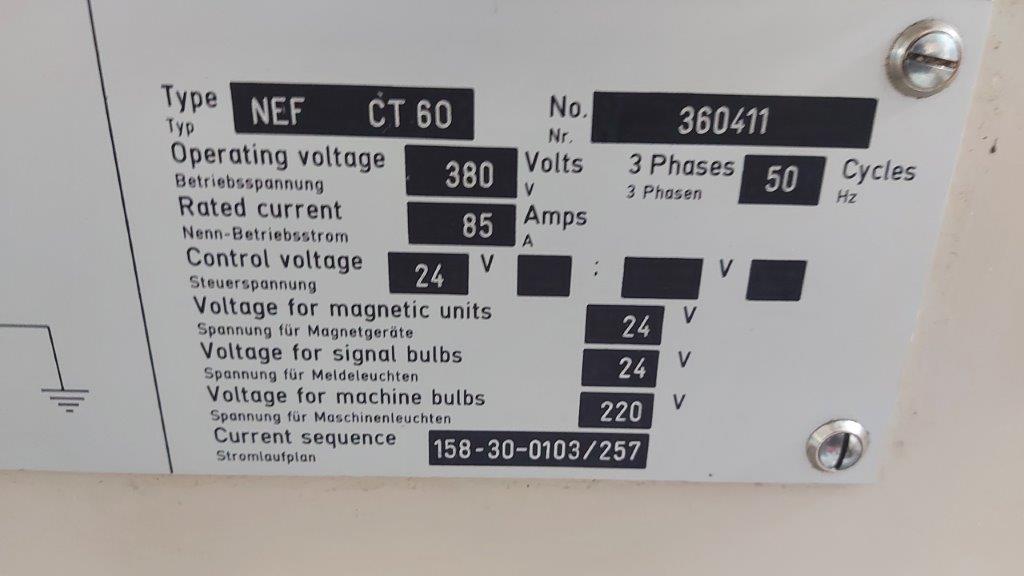 Type NEF CT 60 No. 360411
Typ Nr.
Operating voltage 380 Volts 3 Phases 50 Cycles
Betriebsspannung V 3 Phasen Hz
Rated current 85 Amps
Nenn-Betriebsstrom A
Control voltage 24 V : V
Steuerspannung
Voltage for magnetic units 24 V
Spannung für Magnetgeräte
Voltage for signal bulbs 24 V
Spannung für Meldeleuchten
Voltage for machine bulbs 220 V
Spannung für Maschinenleuchten
Current sequence 158-30-0103/257
Stromlaufplan